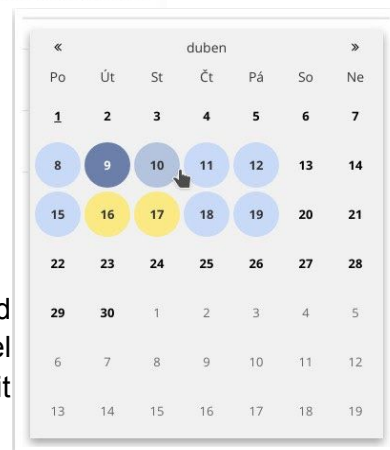 « duben »
Po Út St Čt Pá So Ne
1 2 3 4 5 6 7
8 9 10 11 12 13 14
15 16 17 18 19 20 21
22 23 24 25 26 27 28
29 30 1 2 3 4 5
6 7 8 9 10 11 12
13 14 15 16 17 18 19